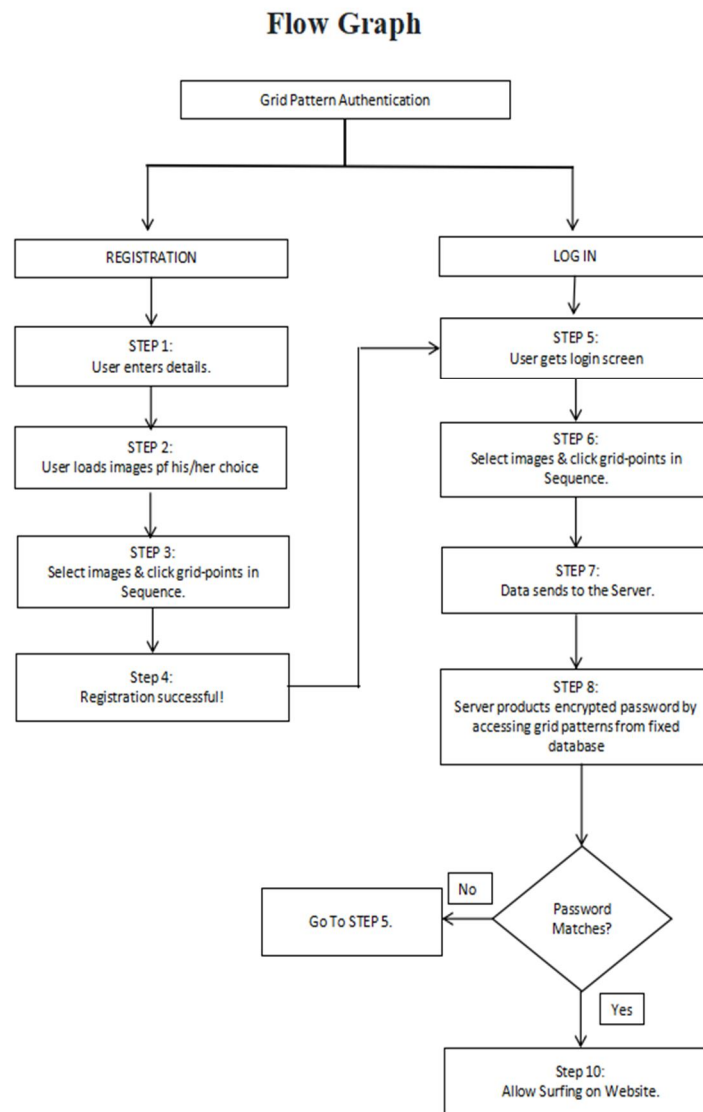 Flow Graph
Grid Pattern Authentication
REGISTRATION
STEP 1:
User enters details.
STEP 2:
User loads images pf his/her choice
STEP 3:
Select images & click grid-points in
Sequence.
Step 4:
Registration successful!
LOG IN
STEP 5:
User gets login screen
STEP 6:
Select images & click grid-points in
Sequence.
STEP 7:
Data sends to the Server.
STEP 8:
Server products encrypted password by
accessing grid patterns from fixed
database
Password
Matches?
No
Go To STEP 5.
Yes
Step 10:
Allow Surfing on Website.